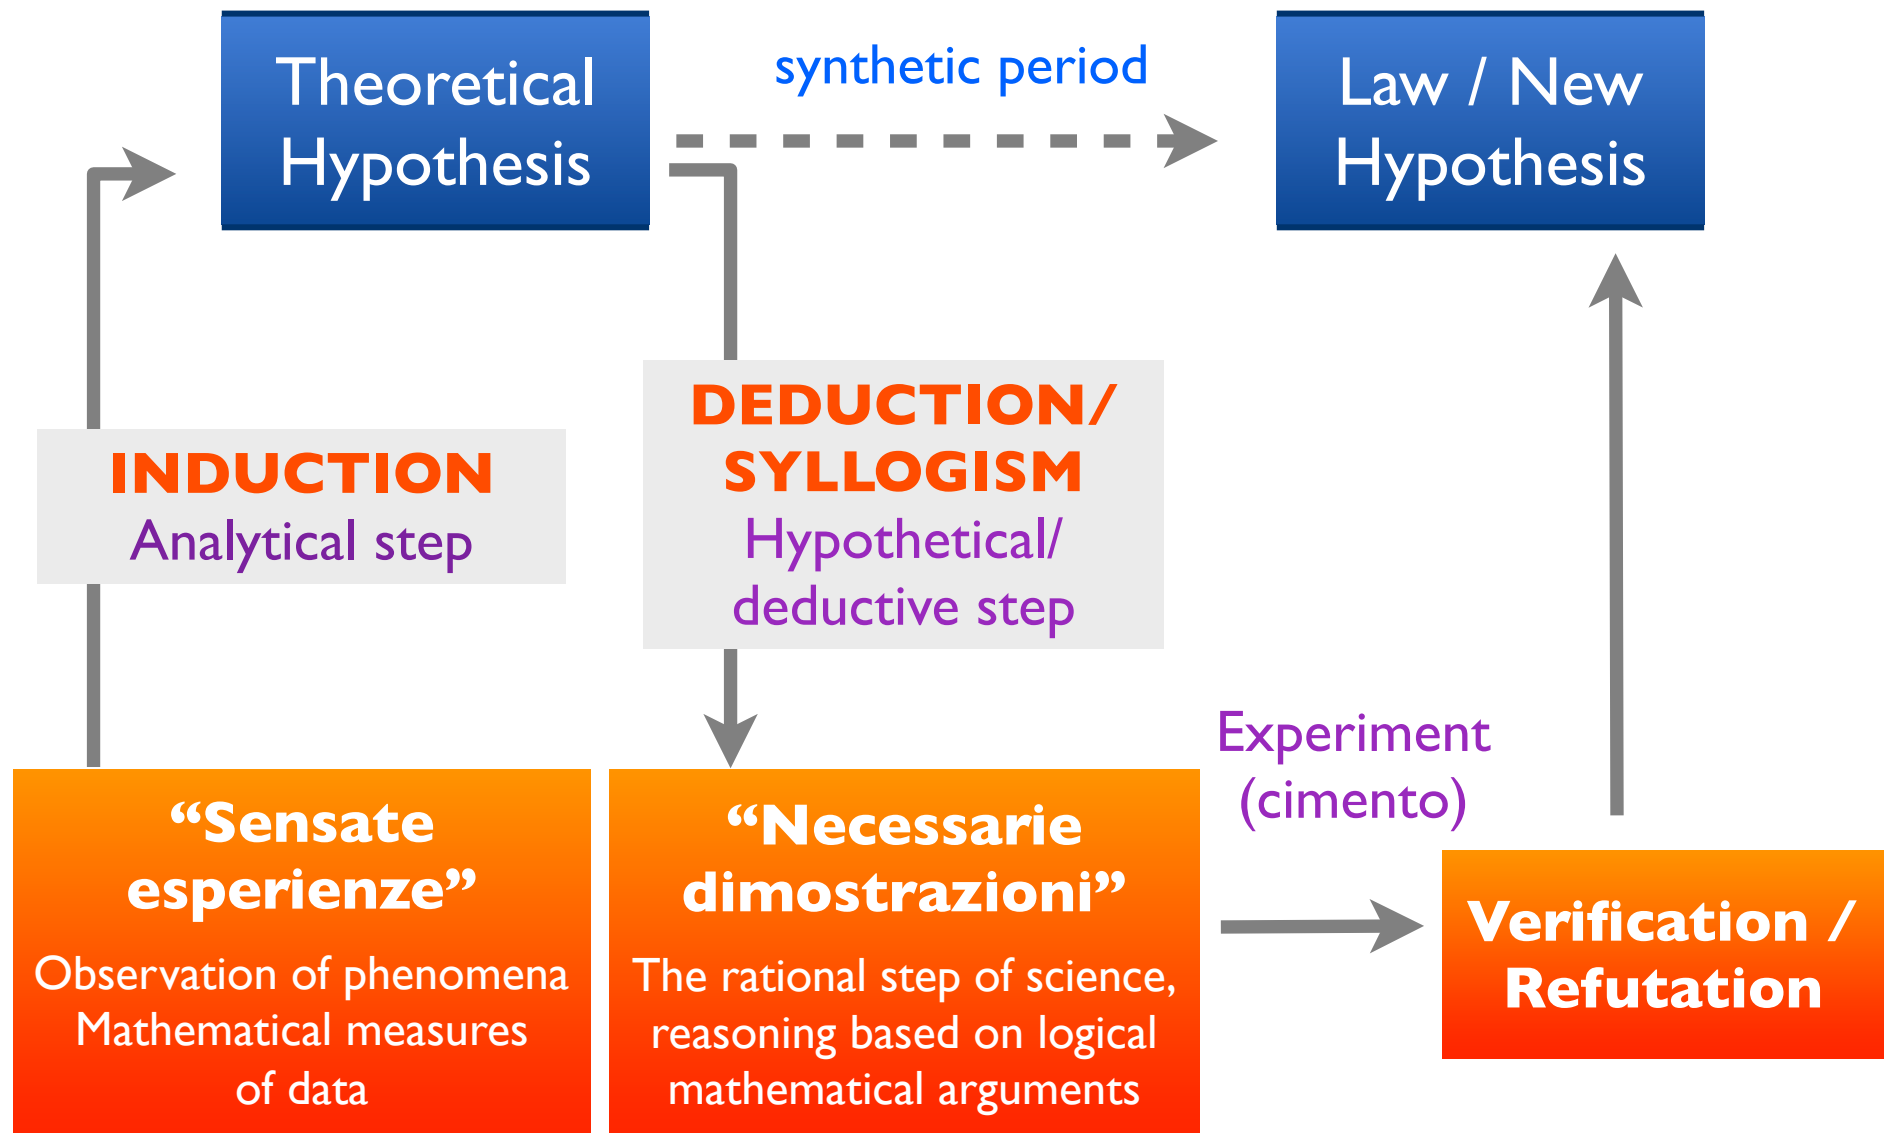 Theoretical
Hypothesis
synthetic period
Law / New
Hypothesis
INDUCTION
Analytical step
DEDUCTION/
SYLLOGISM
Hypothetical/
deductive step
“Sensate
esperienze”
Observation of phenomena
Mathematical measures
of data
“Necessarie
dimostrazioni”
The rational step of science,
reasoning based on logical
mathematical arguments
Experiment
(cimento)
Verification /
Refutation